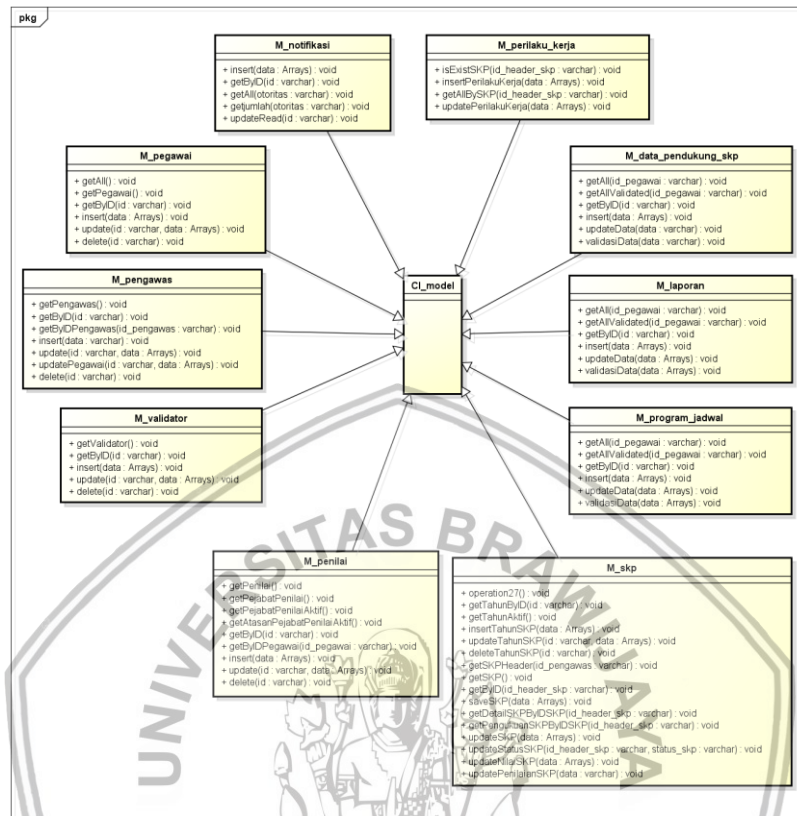 pkg
M_notifikasi
+ insert(data : Arrays) : void
+ getByID(id : varchar) : void
+ getAll(otoritas : varchar) : void
+ getjumlah(otoritas : varchar) : void
+ updateRead(id : varchar) : void
M_perilaku_kerja
+ isExistSKP(id_header_skp : varchar) : void
+ insertPerilakuKerja(data : Arrays) : void
+ getAllBySKP(id_header_skp : varchar) : void
+ updatePerilakuKerja(data : Arrays) : void
M_pegawai
+ getAll() : void
+ getPegawai() : void
+ getByID(id : varchar) : void
+ insert(data : Arrays) : void
+ update(id : varchar, data : Arrays) : void
+ delete(id : varchar) : void
M_data_pendukung_skp
+ getAll(id_pegawai : varchar) : void
+ getAllValidated(id_pegawai : varchar) : void
+ getByID(id : varchar) : void
+ insert(data : Arrays) : void
+ updateData(data : varchar) : void
+ validasiData(data : varchar) : void
M_pengawas
+ getPengawas() : void
+ getByID(id : varchar) : void
+ getByIDPengawas(id_pengawas : varchar) : void
+ insert(data : varchar) : void
+ update(id : varchar, data : Arrays) : void
+ updatePegawai(id : varchar, data : Arrays) : void
+ delete(id : varchar) : void
CI_model
M_laporan
+ getAll(id_pegawai : varchar) : void
+ getAllValidated(id_pegawai : varchar) : void
+ getByID(id : varchar) : void
+ insert(data : Arrays) : void
+ updateData(data : Arrays) : void
+ validasiData(data : Arrays) : void
M_validator
+ getValidator() : void
+ getByID(id : varchar) : void
+ insert(data : Arrays) : void
+ update(id : varchar, data : Arrays) : void
+ delete(id : varchar) : void
M_program_jadwal
+ getAll(id_pegawai : varchar) : void
+ getAllValidated(id_pegawai : varchar) : void
+ getByID(id : varchar) : void
+ insert(data : Arrays) : void
+ updateData(data : Arrays) : void
+ validasiData(data : Arrays) : void
M_penilai
+ getPenilai() : void
+ getPejabatPenilai() : void
+ getPejabatPenilaiAktif() : void
+ getAtasanPejabatPenilaiAktif() : void
+ getByID(id : varchar) : void
+ getByIDPegawai(id_pegawai : varchar) : void
+ insert(data : Arrays) : void
+ update(id : varchar, data : Arrays) : void
+ delete(id : varchar) : void
M_skp
+ operation27() : void
+ getTahunByID(id : varchar) : void
+ getTahunAktif() : void
+ insertTahunSKP(data : Arrays) : void
+ updateTahunSKP(id : varchar, data : Arrays) : void
+ deleteTahunSKP(id : varchar) : void
+ getSKPHeader(id_pengawas : varchar) : void
+ getSKP() : void
+ getByID(id_header_skp : varchar) : void
+ saveSKP(data : Arrays) : void
+ getDetailSKPByIDSKP(id_header_skp : varchar) : void
+ getPengukuranSKPByIDSKP(id_header_skp : varchar) : void
+ updateSKP(data : Arrays) : void
+ updateStatusSKP(id_header_skp : varchar, status_skp : varchar) : void
+ updateNilaiSKP(data : Arrays) : void
+ updatePenilaianSKP(data : varchar) : void
UNIVERSITAS BRAWIJAYA